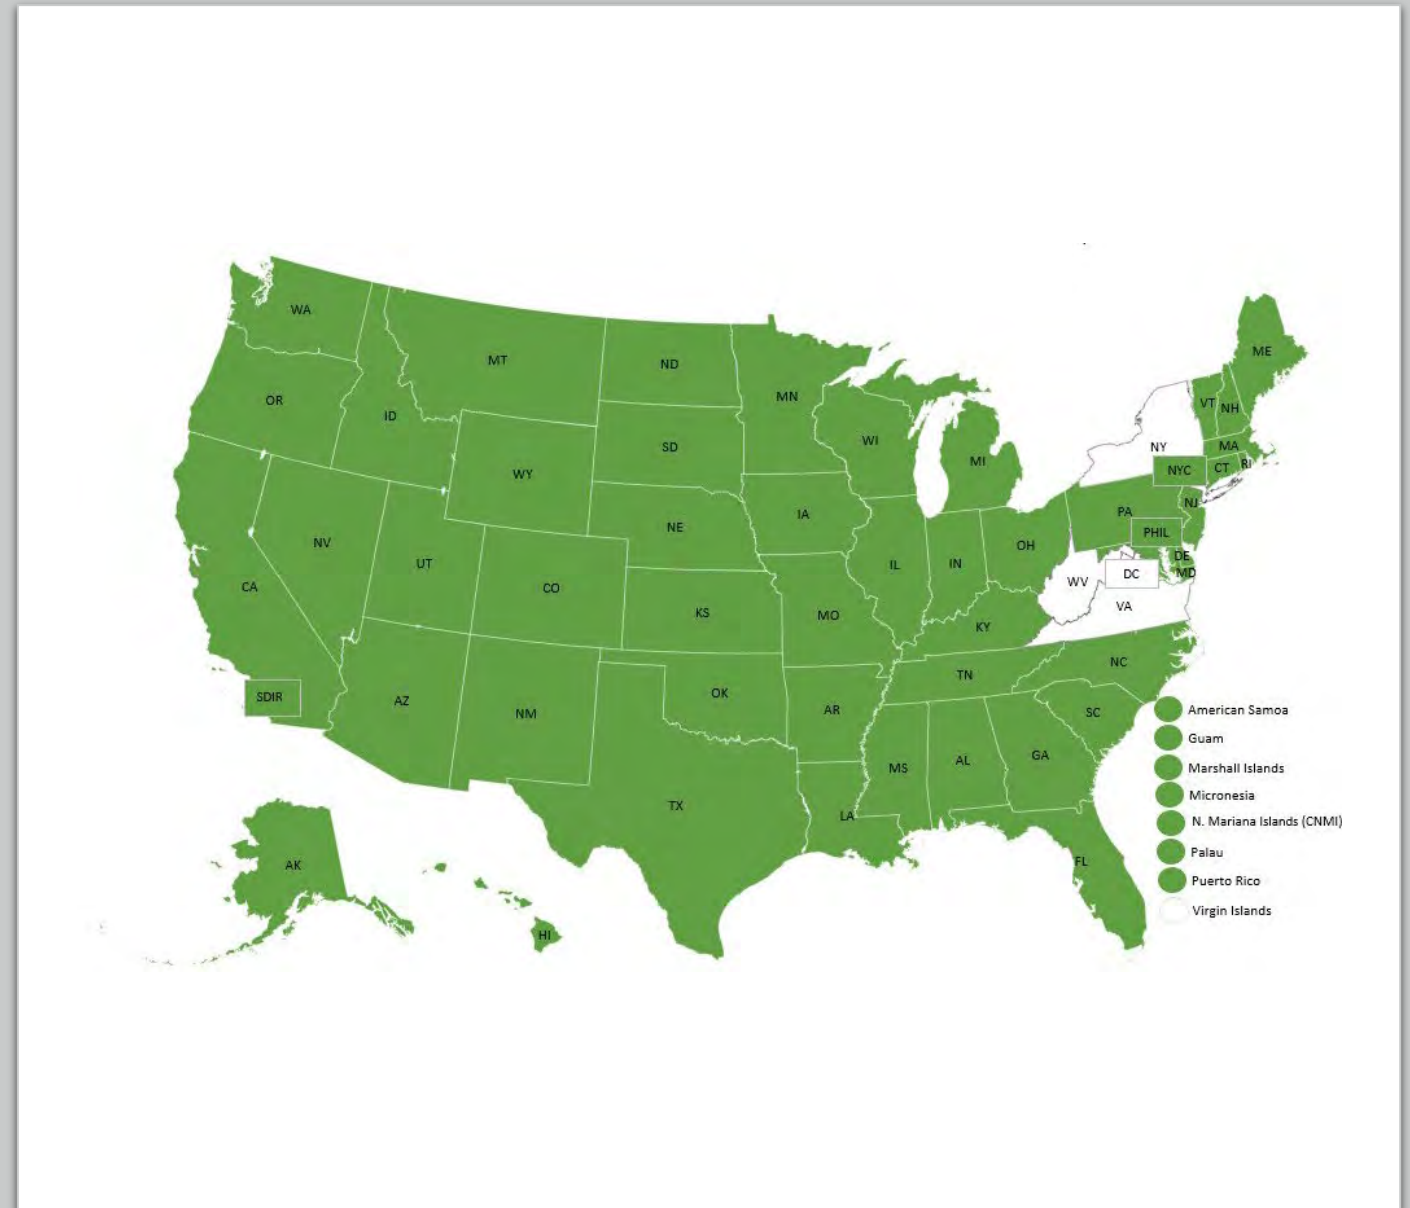 WA
MT
ND
MN
ME
OR
ID
SD
WI
MI
VT
NH
NY
MA
NYC
CT
RI
WY
NE
IA
PA
NJ
PHIL
NV
UT
CO
IL
IN
OH
DE
MD
DC
WV
VA
CA
KS
MO
KY
NC
TN
SDIR
AZ
NM
OK
AR
SC
MS
AL
GA
TX
LA
FL
AK
HI
American Samoa
Guam
Marshall Islands
Micronesia
N. Mariana Islands (CNMI)
Palau
Puerto Rico
Virgin Islands